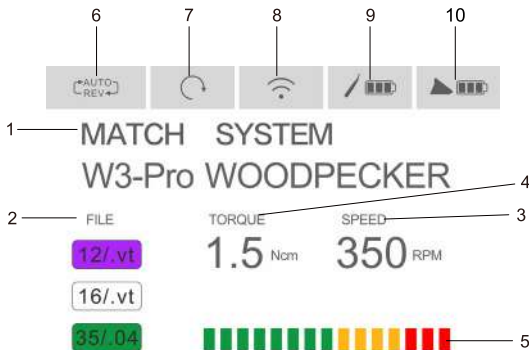 6 7 8 9 10
AUTO REV
1 MATCH SYSTEM
W3-Pro WOODPECKER
4
2 FILE TORQUE SPEED 3
12/.vt 1.5 Ncm 350 RPM
16/.vt
35/.04 5